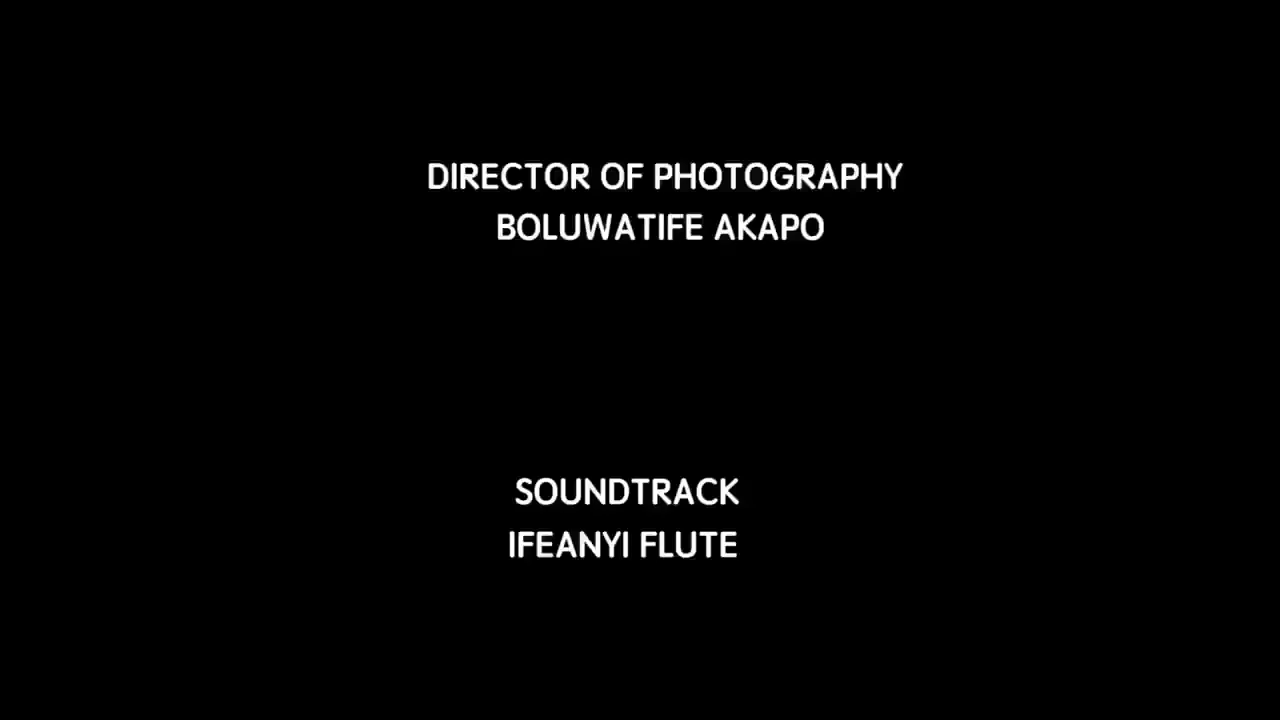 DIRECTOR OF PHOTOGRAPHY
BOLUWATIFE AKAPO
SOUNDTRACK
IFEANYI FLUTE